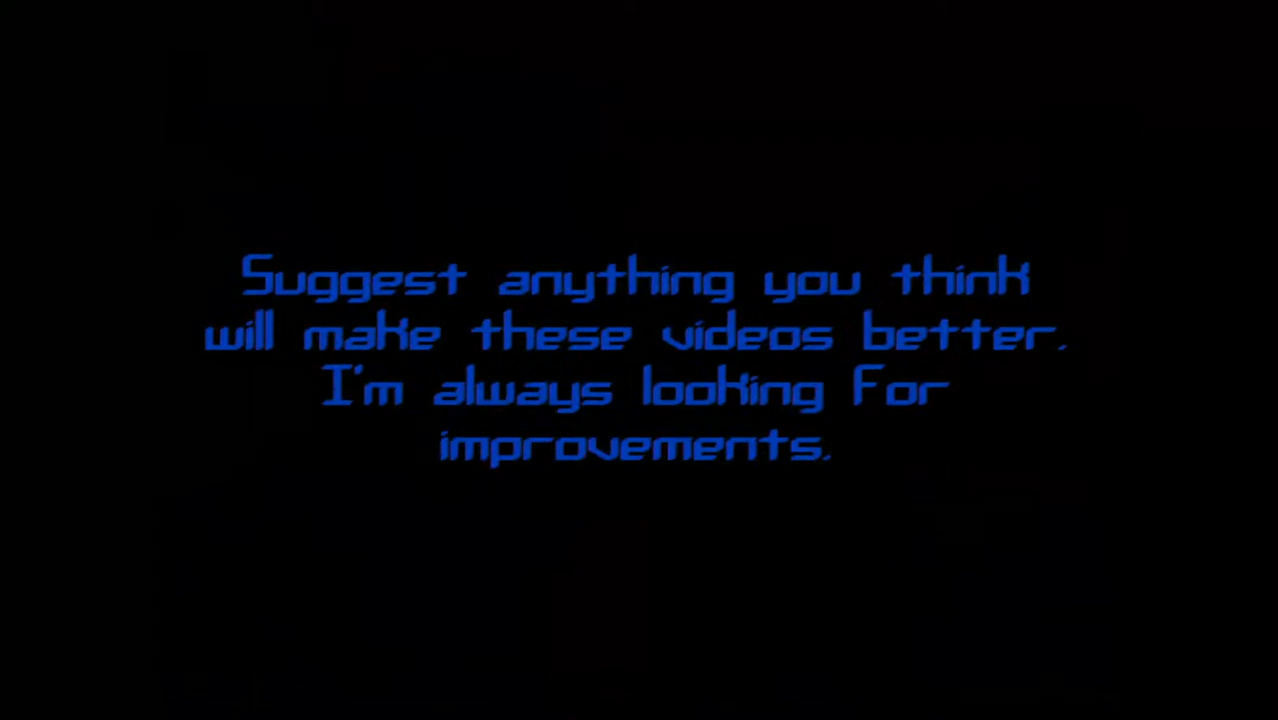 Suggest anything you think
will make these videos better.
I'm always looking for
improvements.